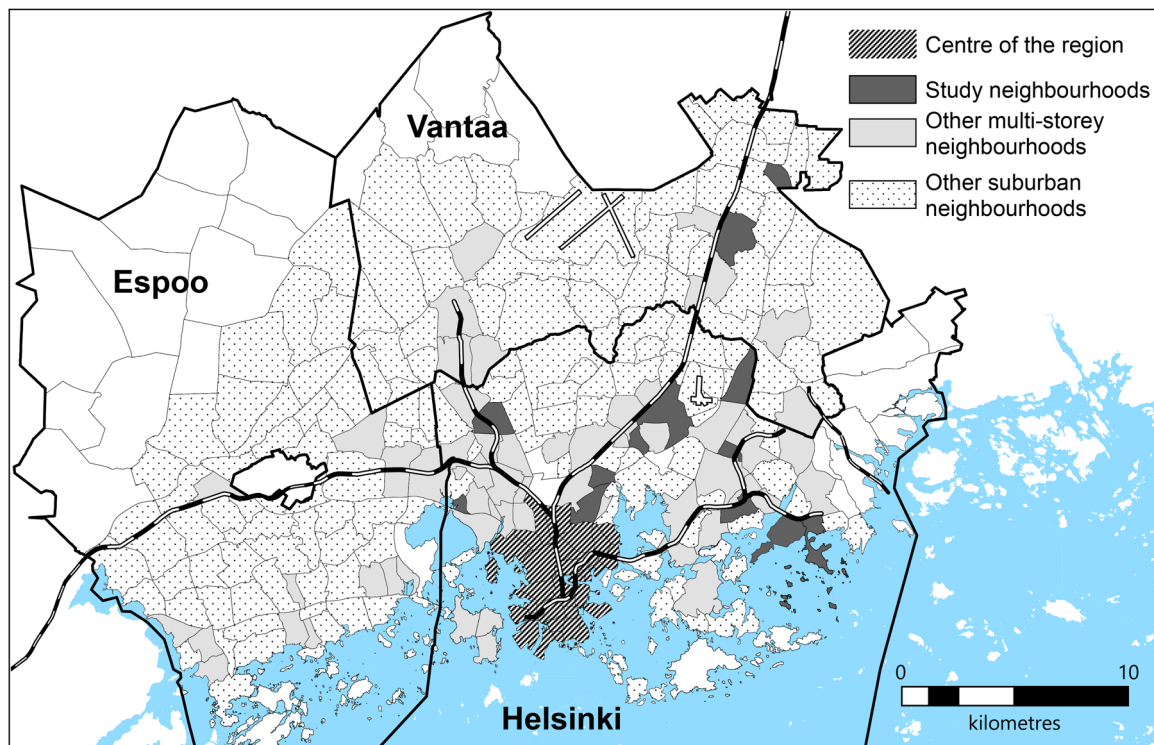 Centre of the region
Study neighbourhoods
Other multi-storey
neighbourhoods
Other suburban
neighbourhoods
Vantaa
Espoo
Helsinki
0
10
kilometres